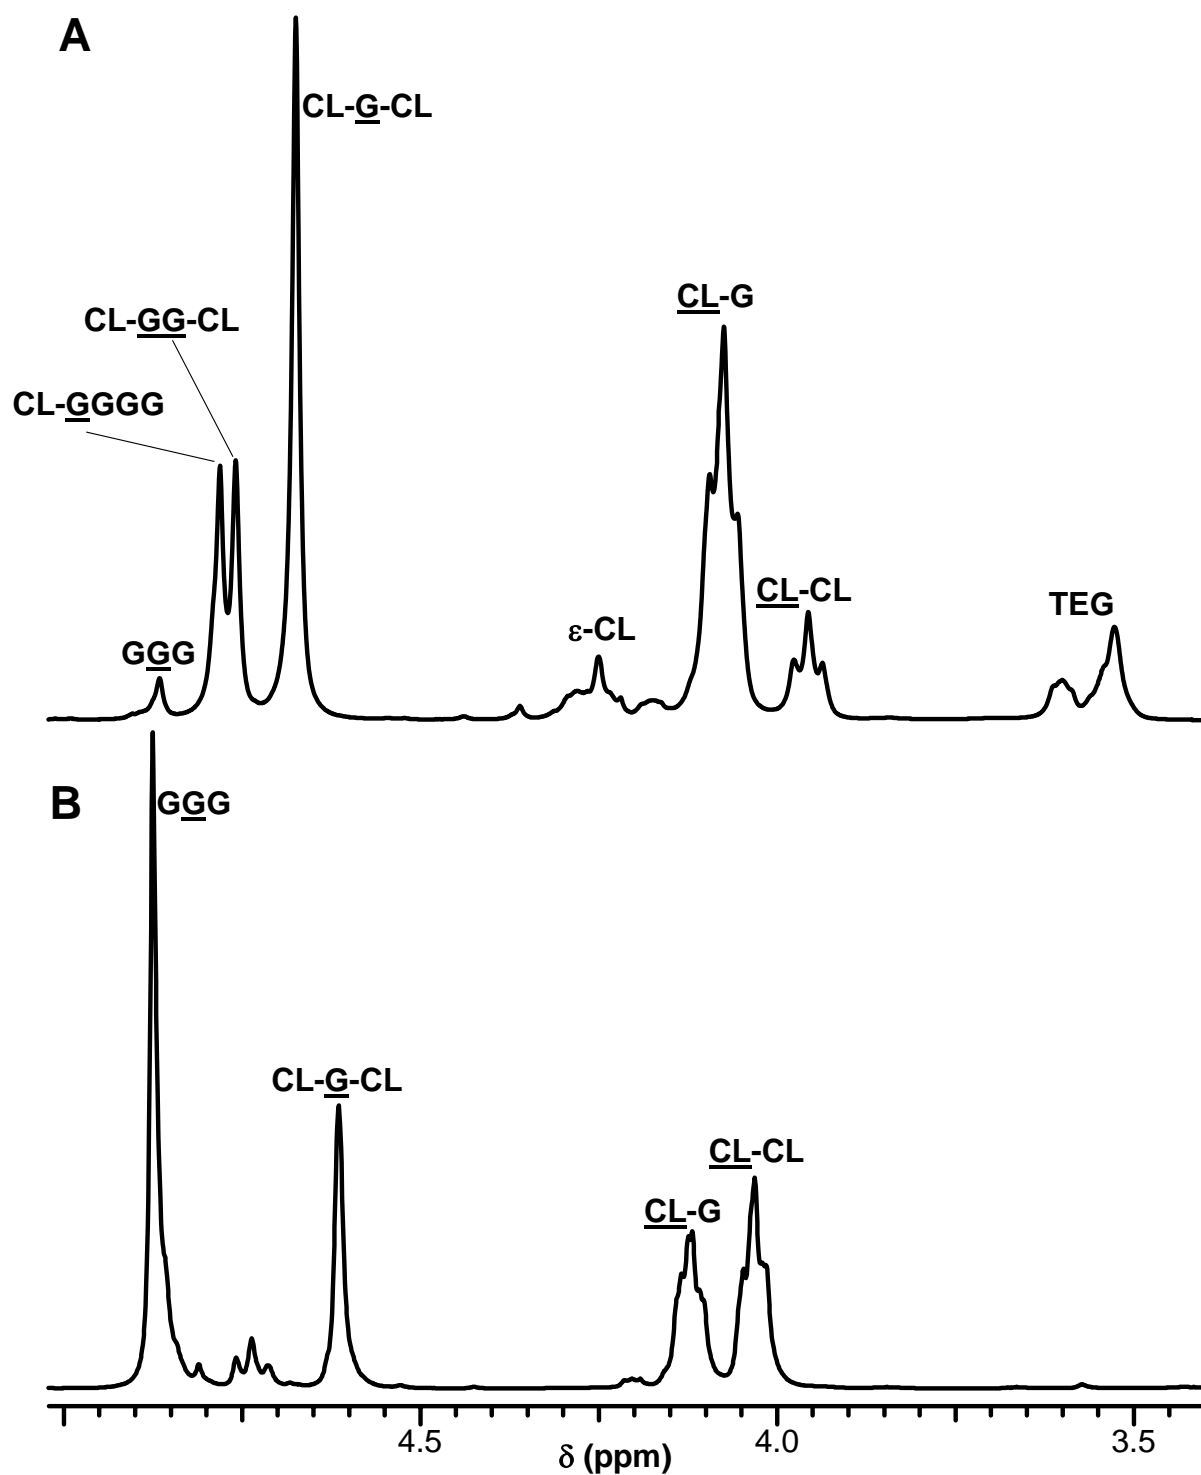 A
CL-G-CL
CL-G
CL-GG-CL
CL-GGGG
CL-CL
TEG
ε-CL
GGG
B
GGG
CL-G-CL
CL-CL
CL-G
4.5
4.0
3.5
δ (ppm)